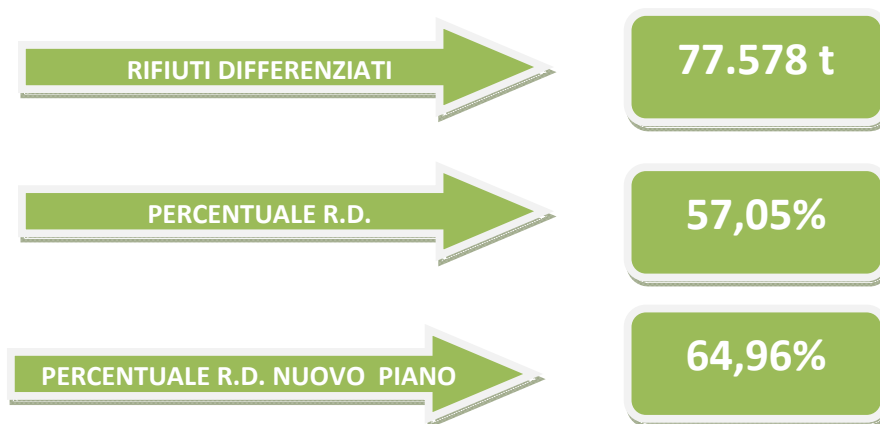 RIFIUTI DIFFERENZIATI
77.578 t
PERCENTUALE R.D.
57,05%
PERCENTUALE R.D. NUOVO PIANO
64,96%